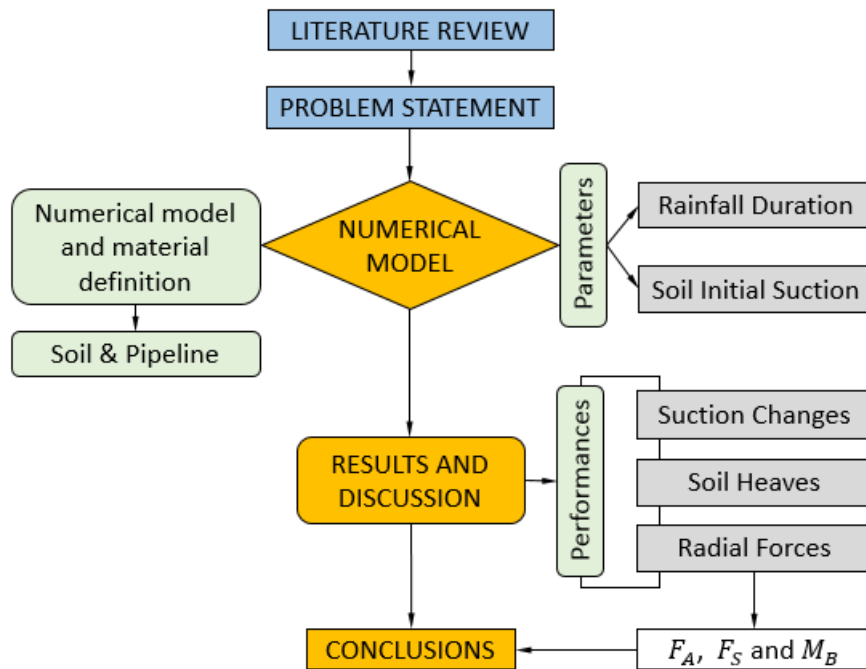 LITERATURE REVIEW
PROBLEM STATEMENT
Numerical model
and material
definition
Soil & Pipeline
NUMERICAL
MODEL
Parameters
Rainfall Duration
Soil Initial Suction
RESULTS AND
DISCUSSION
Performances
Suction Changes
Soil Heaves
Radial Forces
CONCLUSIONS
F_A, F_S and M_B